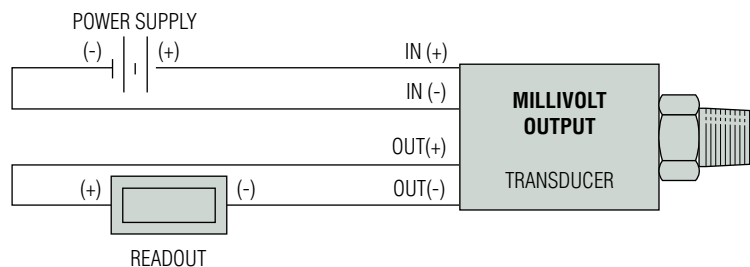 POWER SUPPLY
(-) (+)
IN (+)
IN (-)
MILLIVOLT
OUTPUT
TRANSDUCER
OUT(+)
OUT(-)
(+) (-)
READOUT